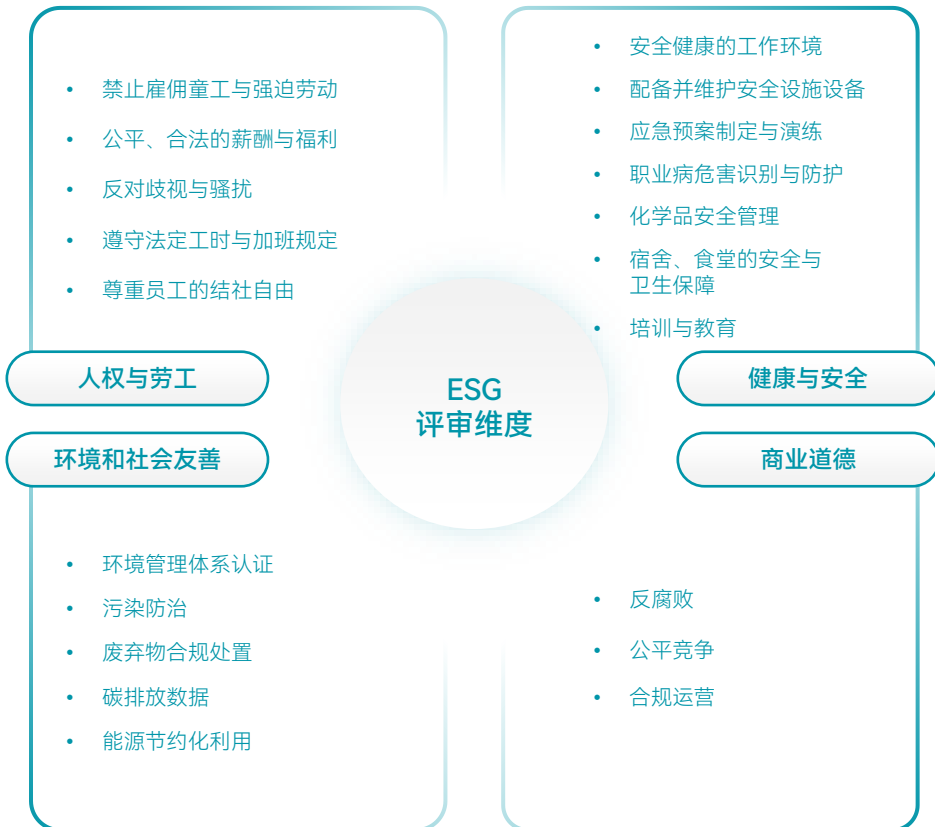 • 禁止雇佣童工与强迫劳动
• 公平、合法的薪酬与福利
• 反对歧视与骚扰
• 遵守法定工时与加班规定
• 尊重员工的结社自由
人权与劳工
• 安全健康的工作环境
• 配备并维护安全设施设备
• 应急预案制定与演练
• 职业病危害识别与防护
• 化学品安全管理
• 宿舍、食堂的安全与
卫生保障
• 培训与教育
健康与安全
ESG
评审维度
环境和社会友善
• 环境管理体系认证
• 污染防治
• 废弃物合规处置
• 碳排放数据
• 能源节约化利用
商业道德
• 反腐败
• 公平竞争
• 合规运营